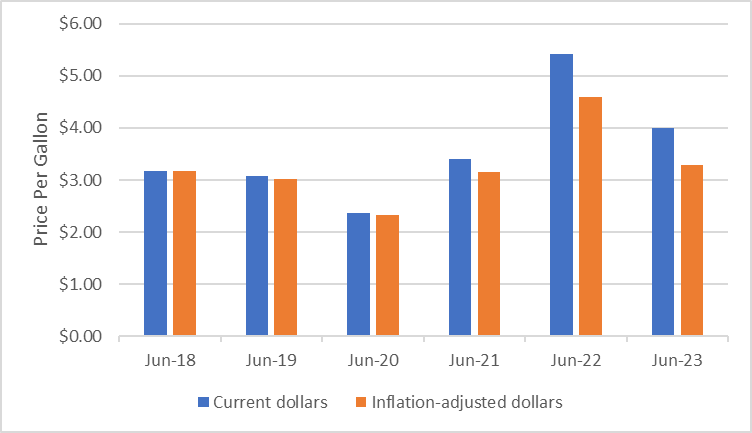 $6.00
$5.00
$4.00
$3.00
$2.00
$1.00
$0.00
Price Per Gallon
Jun-18 Jun-19 Jun-20 Jun-21 Jun-22 Jun-23
Current dollars Inflation-adjusted dollars